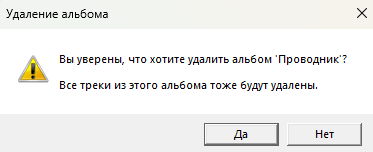 Удаление альбома
Вы уверены, что хотите удалить альбом 'Проводник'?
Все треки из этого альбома тоже будут удалены.
Да
Нет